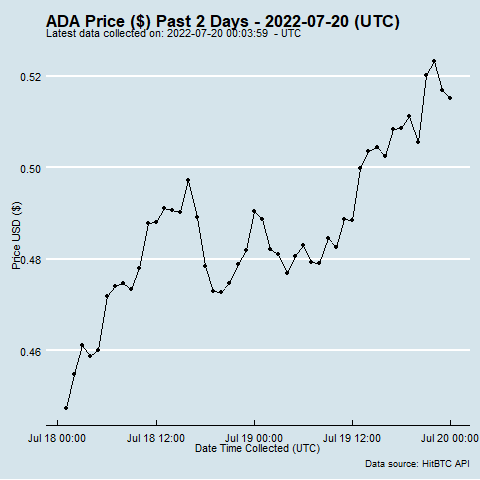 ADA Price ($) Past 2 Days - 2022-07-20 (UTC)
Latest data collected on: 2022-07-20 00:03:59 - UTC
Price USD ($)
0.52
0.50
0.48
0.46
Jul 18 00:00 Jul 18 12:00 Jul 19 00:00 Jul 19 12:00 Jul 20 00:00
Date Time Collected (UTC)
Data source: HitBTC API